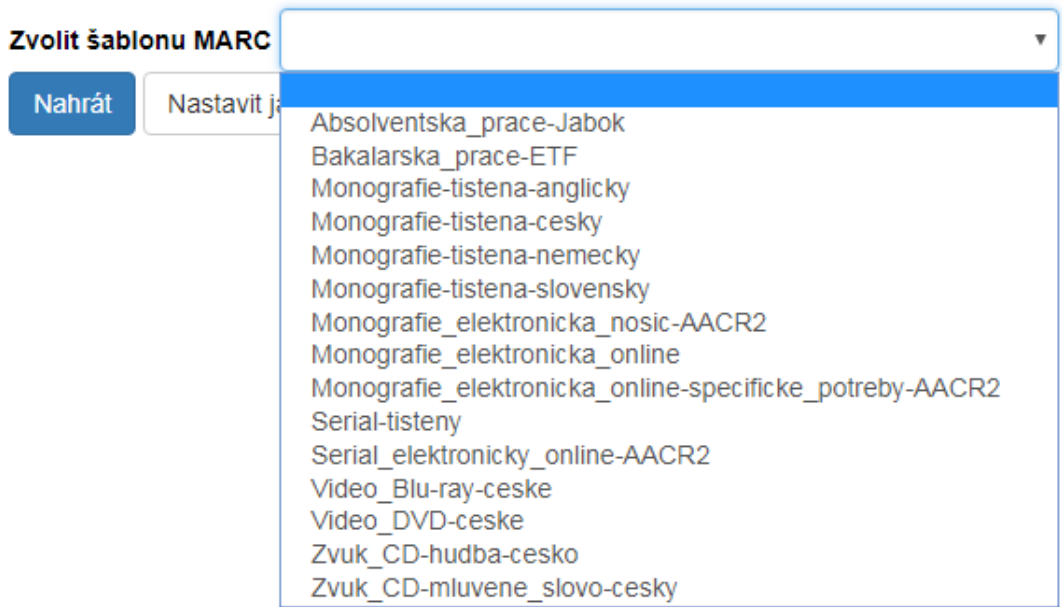 Zvolit šablonu MARC
Nahrát
Nastavit
Absolventska_prace-Jabok
Bakalarska_prace-ETF
Monografie-tistena-anglicky
Monografie-tistena-cesky
Monografie-tistena-nemecky
Monografie-tistena-slovensky
Monografie_elektronicka_nosic-AACR2
Monografie_elektronicka_online
Monografie_elektronicka_online-specificke_potreby-AACR2
Serial-tisteny
Serial_elektronicky_online-AACR2
Video_Blu-ray-ceske
Video_DVD-ceske
Zvuk_CD-hudba-cesko
Zvuk_CD-mluvene_slovo-cesky